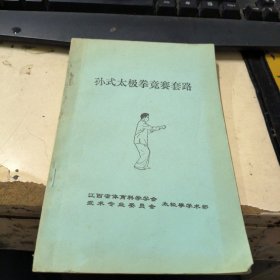 孙式太极拳竞赛套路
江西省体育科学学会
武术专业委员会 太极拳学术部